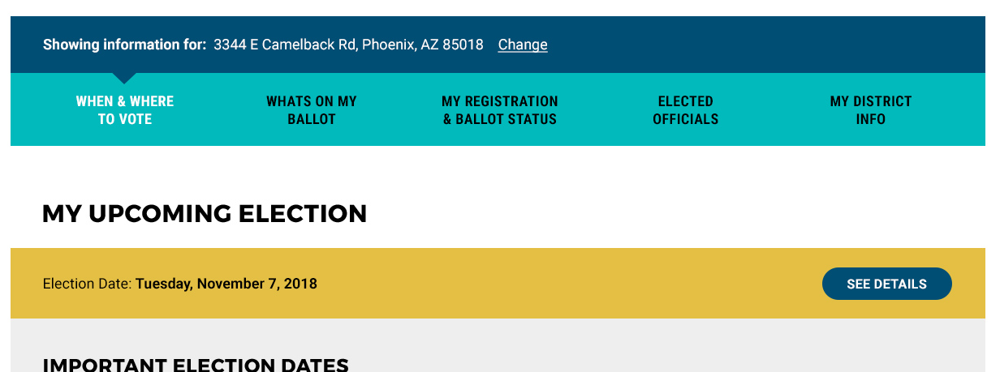 Showing information for: 3344 E Camelback Rd, Phoenix, AZ 85018 Change
WHEN & WHERE
TO VOTE
WHATS ON MY
BALLOT
MY REGISTRATION
& BALLOT STATUS
ELECTED
OFFICIALS
MY DISTRICT
INFO
MY UPCOMING ELECTION
Election Date: Tuesday, November 7, 2018
SEE DETAILS
IMPORTANT ELECTION DATES